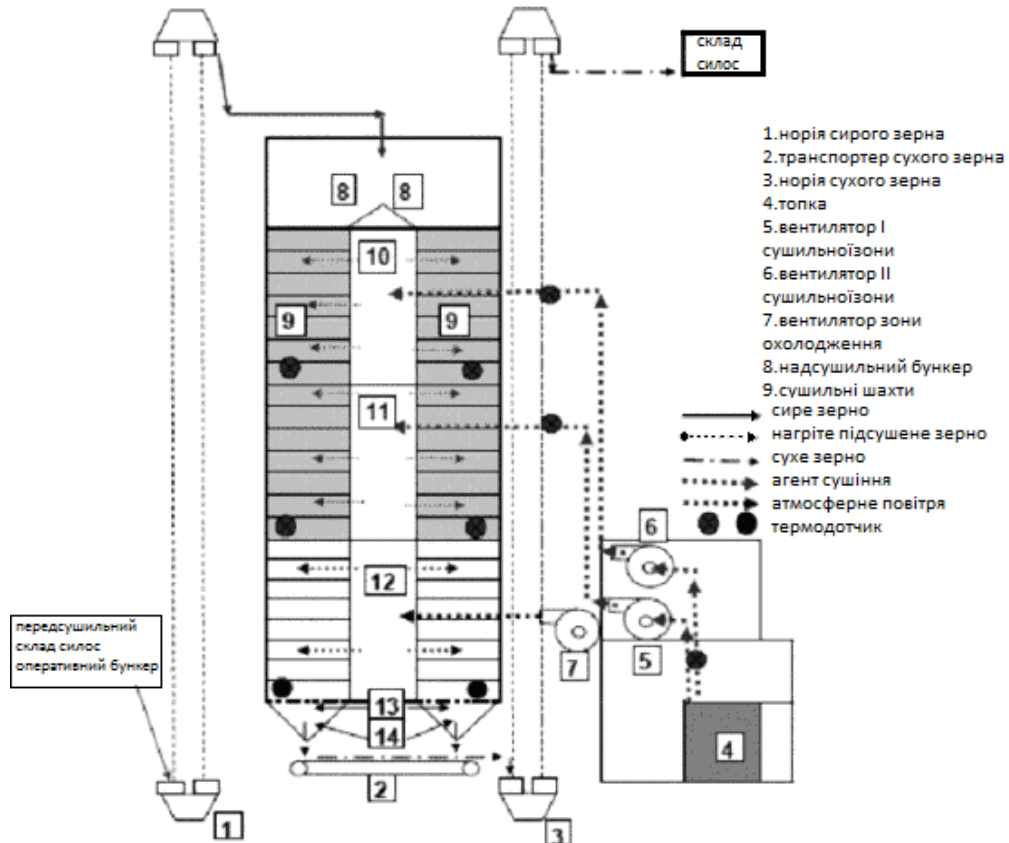 склад
силос
1.норія сирого зерна
2.транспортер сухого зерна
3.норія сухого зерна
4.топка
5.вентилятор І
сушильноїзони
6.вентилятор ІІ
сушильноїзони
7.вентилятор зони
охолодження
8.надсушильний бункер
9.сушильні шахти
сире зерно
нагріте підсушене зерно
сухе зерно
агент сушіння
атмосферне повітря
термодотчик
8 8
10
9 9
11
6
12
передсушильний
склад силос
оперативний бункер
7 5
13
14
4
2
1 3